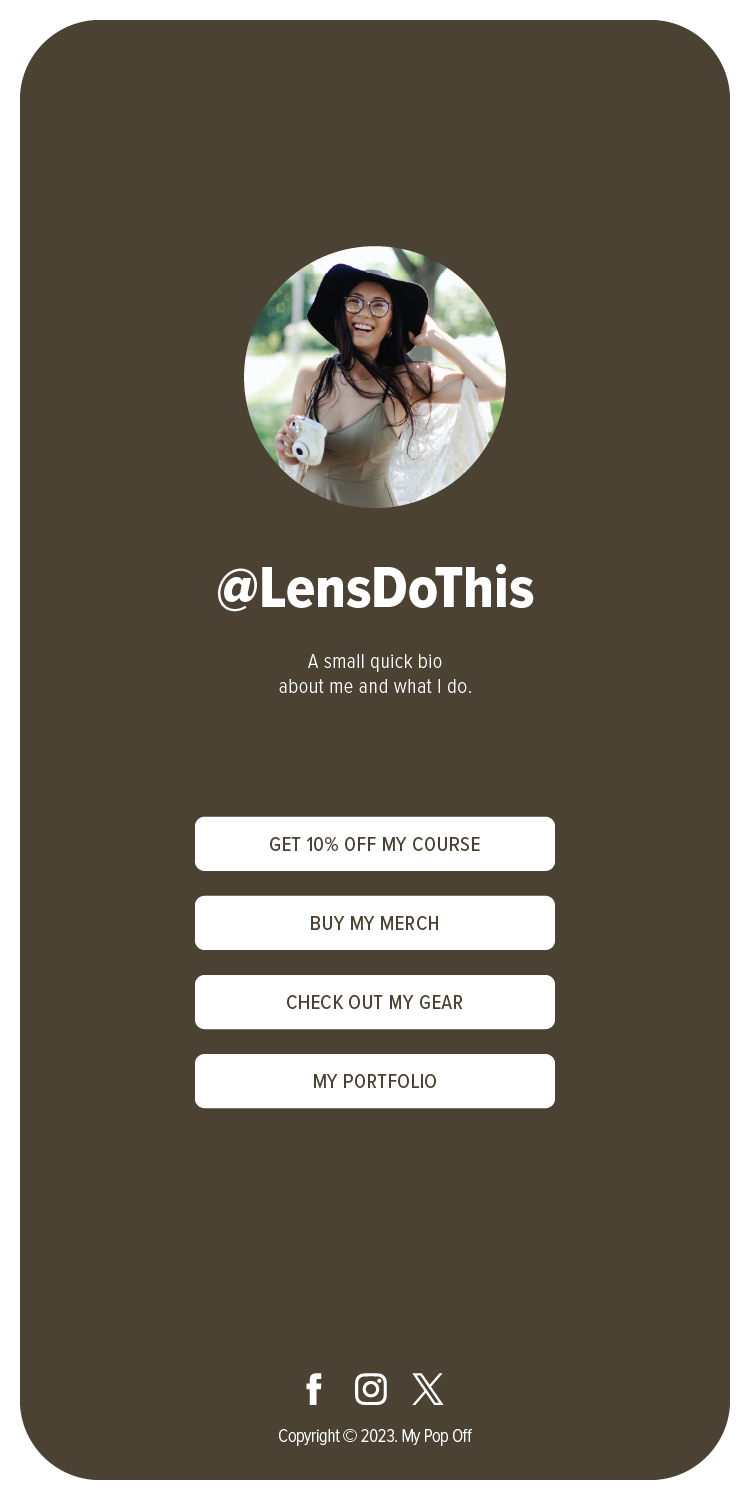 @LensDoThis
A small quick bio
about me and what I do.
GET 10% OFF MY COURSE
BUY MY MERCH
CHECK OUT MY GEAR
MY PORTFOLIO
Copyright © 2023. My Pop Off